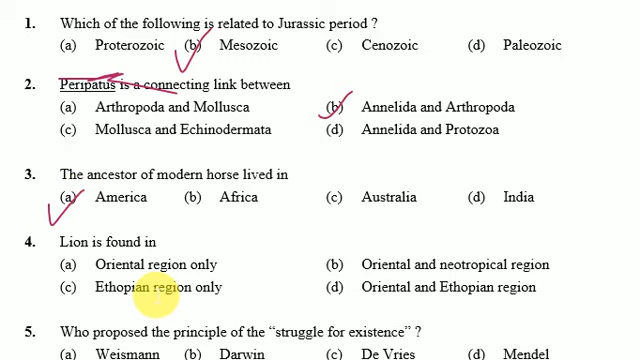 1. Which of the following is related to Jurassic period ?
(a) Proterozoic (b) Mesozoic (c) Cenozoic (d) Paleozoic
2. Peripatus is a connecting link between
(a) Arthropoda and Mollusca (b) Annelida and Arthropoda
(c) Mollusca and Echinodermata (d) Annelida and Protozoa
3. The ancestor of modern horse lived in
(a) America (b) Africa (c) Australia (d) India
4. Lion is found in
(a) Oriental region only (b) Oriental and neotropical region
(c) Ethopian region only (d) Oriental and Ethopian region
5. Who proposed the principle of the “struggle for existence” ?
(a) Weismann (b) Darwin (c) De Vries (d) Mendel